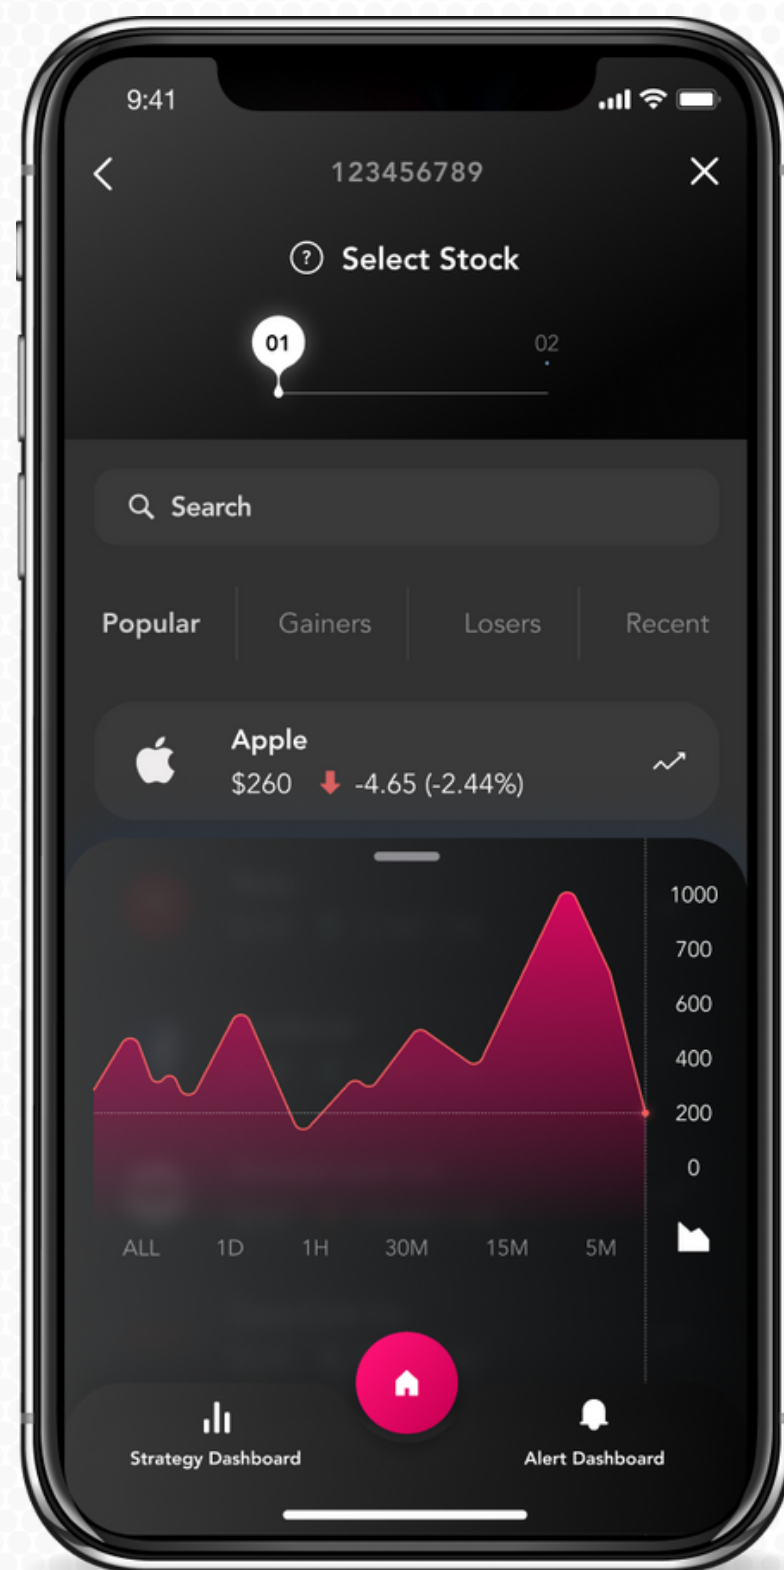 9:41
123456789
? Select Stock
01 02
Search
Popular Gainers Losers Recent
Apple
$260 -4.65 (-2.44%)
1000
700
600
400
200
0
ALL 1D 1H 30M 15M 5M
Strategy Dashboard Alert Dashboard